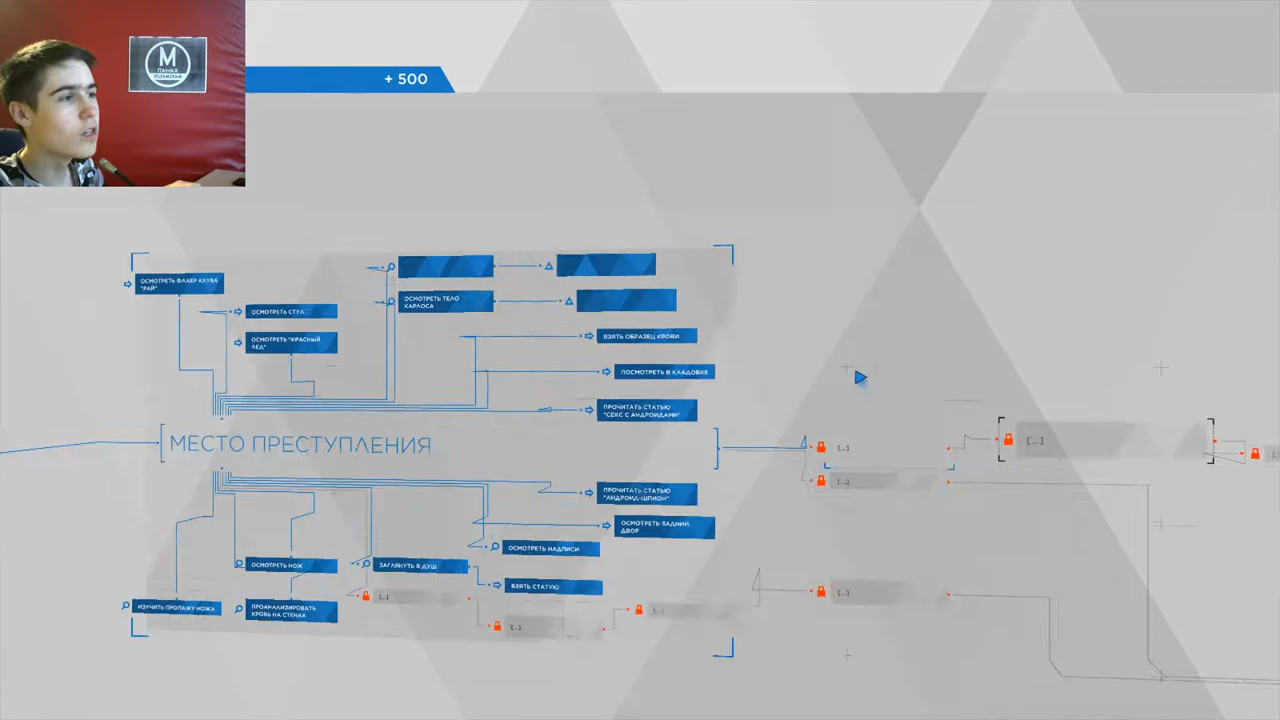 М
ПАНАХ
+ 500
ОСМОТРЕТЬ ФЛАЕР КЛУБА
"РАЙ"
ОСМОТРЕТЬ СТУЛ
ОСМОТРЕТЬ "КРАСНЫЙ
ЛЕД"
ОСМОТРЕТЬ ТЕЛО
КАРЛОСА
ВЗЯТЬ ОБРАЗЕЦ КРОВИ
ПОСМОТРЕТЬ В КЛАДОВКЕ
ПРОЧИТАТЬ СТАТЬЮ
"СЕКС С АНДРОИДАМИ"
МЕСТО ПРЕСТУПЛЕНИЯ
[...]
[...]
[...]
[...]
ПРОЧИТАТЬ СТАТЬЮ
"АНДРОИД-ШПИОН"
ОСМОТРЕТЬ ЗАДНИЙ
ДВОР
ОСМОТРЕТЬ НАДПИСИ
ОСМОТРЕТЬ НОЖ
ЗАГЛЯНУТЬ В ДУШ
ВЗЯТЬ СТАТУЮ
ИЗУЧИТЬ ПРОПАЖУ НОЖА
ПРОАНАЛИЗИРОВАТЬ
КРОВЬ НА СТЕНАХ
[...]
[...]
[...]
[...]